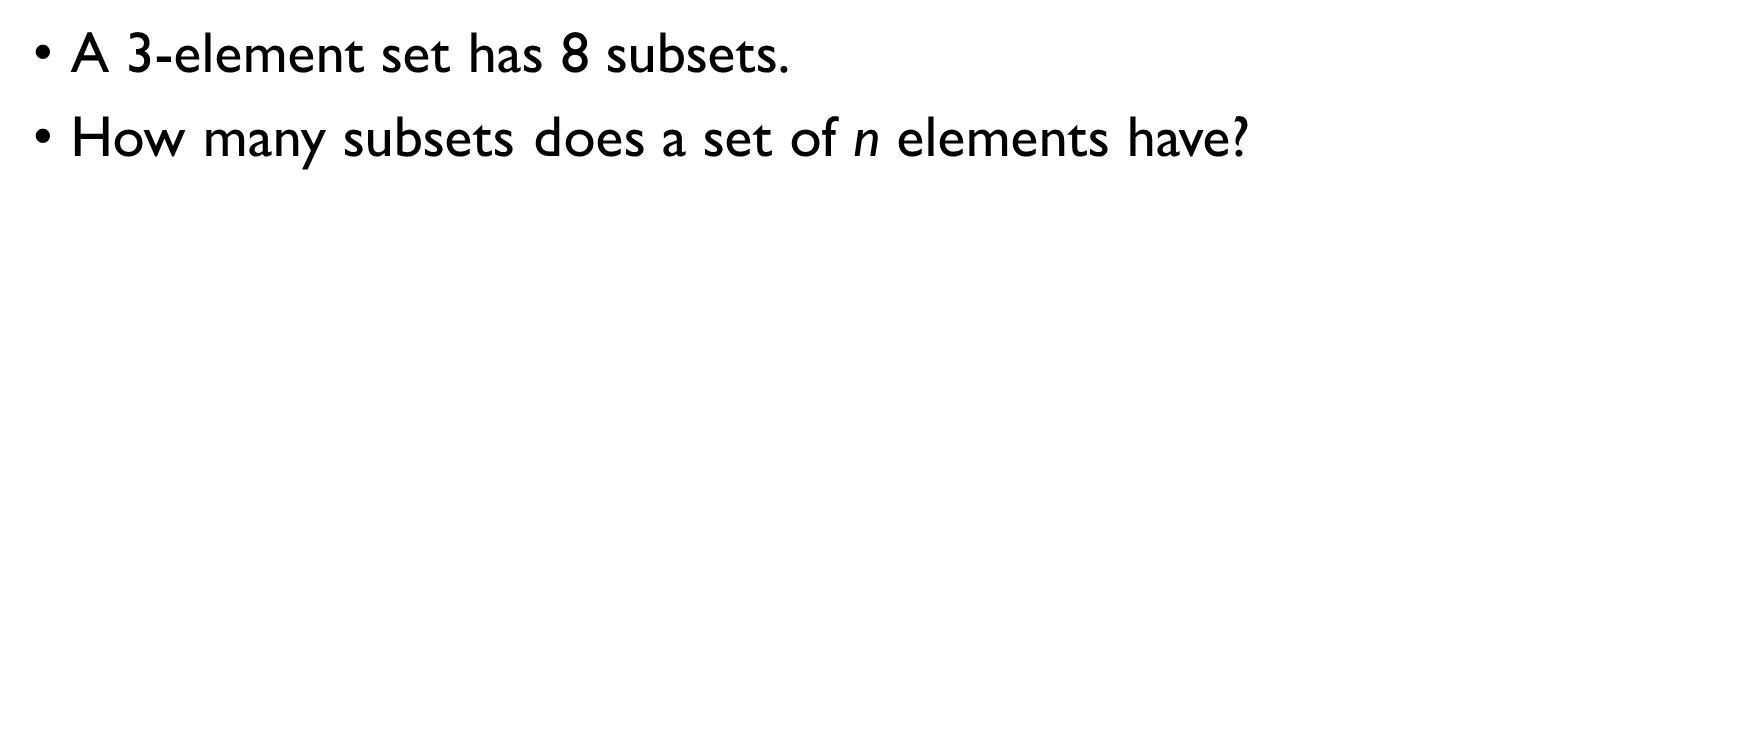 • A 3-element set has 8 subsets.
• How many subsets does a set of n elements have?